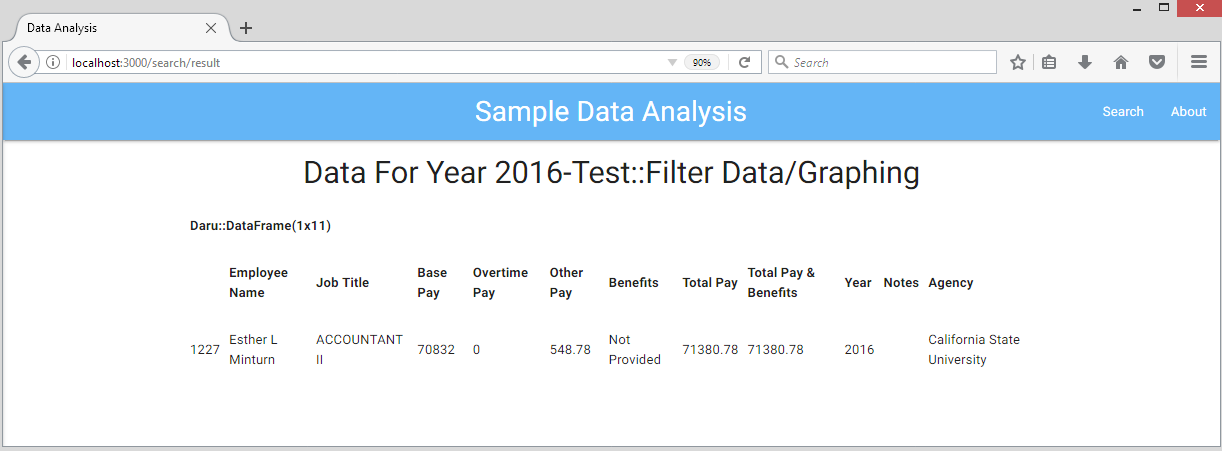 Data Analysis
localhost:3000/search/result
90%
Search
Sample Data Analysis
Search
About
Data For Year 2016-Test::Filter Data/Graphing
Daru::DataFrame(1x11)
Employee Name
Job Title
Base Pay
Overtime Pay
Other Pay
Benefits
Total Pay
Total Pay & Benefits
Year
Notes
Agency
1227
Esther L Minturn
ACCOUNTANT II
70832
0
548.78
Not Provided
71380.78
71380.78
2016
California State University